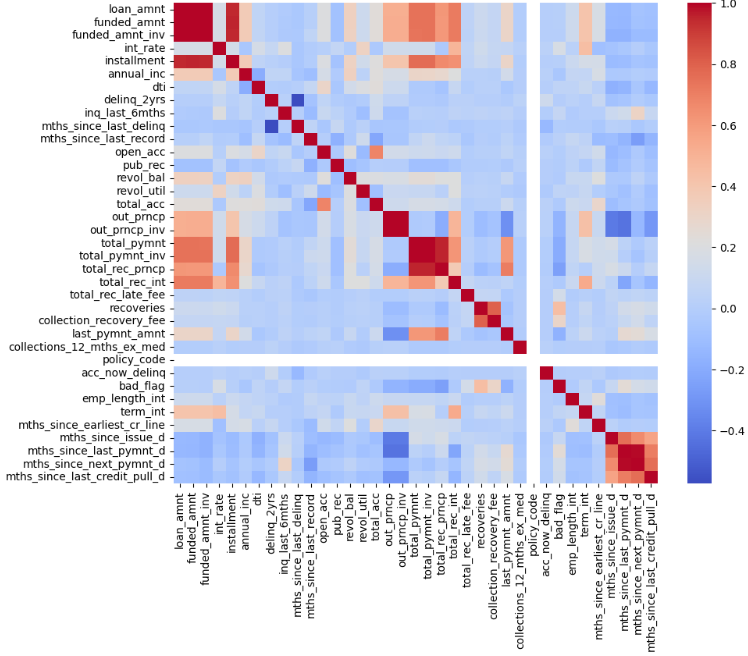 loan_amnt
funded_amnt
funded_amnt_inv
int_rate
installment
annual_inc
dti
delinq_2yrs
inq_last_6mths
mths_since_last_delinq
mths_since_last_record
open_acc
pub_rec
revol_bal
revol_util
total_acc
out_prncp
out_prncp_inv
total_pymnt
total_pymnt_inv
total_rec_prncp
total_rec_int
total_rec_late_fee
recoveries
collection_recovery_fee
last_pymnt_amnt
collections_12_mths_ex_med
policy_code
acc_now_delinq
bad_flag
emp_length_int
term_int
mths_since_earliest_cr_line
mths_since_issue_d
mths_since_last_pymnt_d
mths_since_next_pymnt_d
mths_since_last_credit_pull_d
loan_amnt
funded_amnt
funded_amnt_inv
int_rate
installment
annual_inc
dti
delinq_2yrs
inq_last_6mths
mths_since_last_delinq
mths_since_last_record
open_acc
pub_rec
revol_bal
revol_util
total_acc
out_prncp
out_prncp_inv
total_pymnt
total_pymnt_inv
total_rec_prncp
total_rec_int
total_rec_late_fee
recoveries
collection_recovery_fee
last_pymnt_amnt
collections_12_mths_ex_med
policy_code
acc_now_delinq
bad_flag
emp_length_int
term_int
mths_since_earliest_cr_line
mths_since_issue_d
mths_since_last_pymnt_d
mths_since_next_pymnt_d
mths_since_last_credit_pull_d
1.0
0.8
0.6
0.4
0.2
0.0
−0.2
−0.4